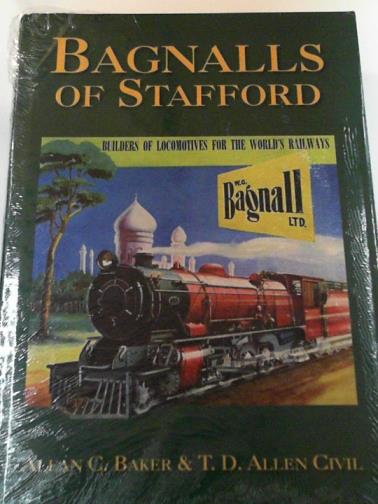 BAGNALLS
OF STAFFORD
BUILDERS OF LOCOMOTIVES FOR THE WORLD'S RAILWAYS
W.G.
Bagnall
LTD.
ALLAN C. BAKER & T. D. ALLEN CIVIL